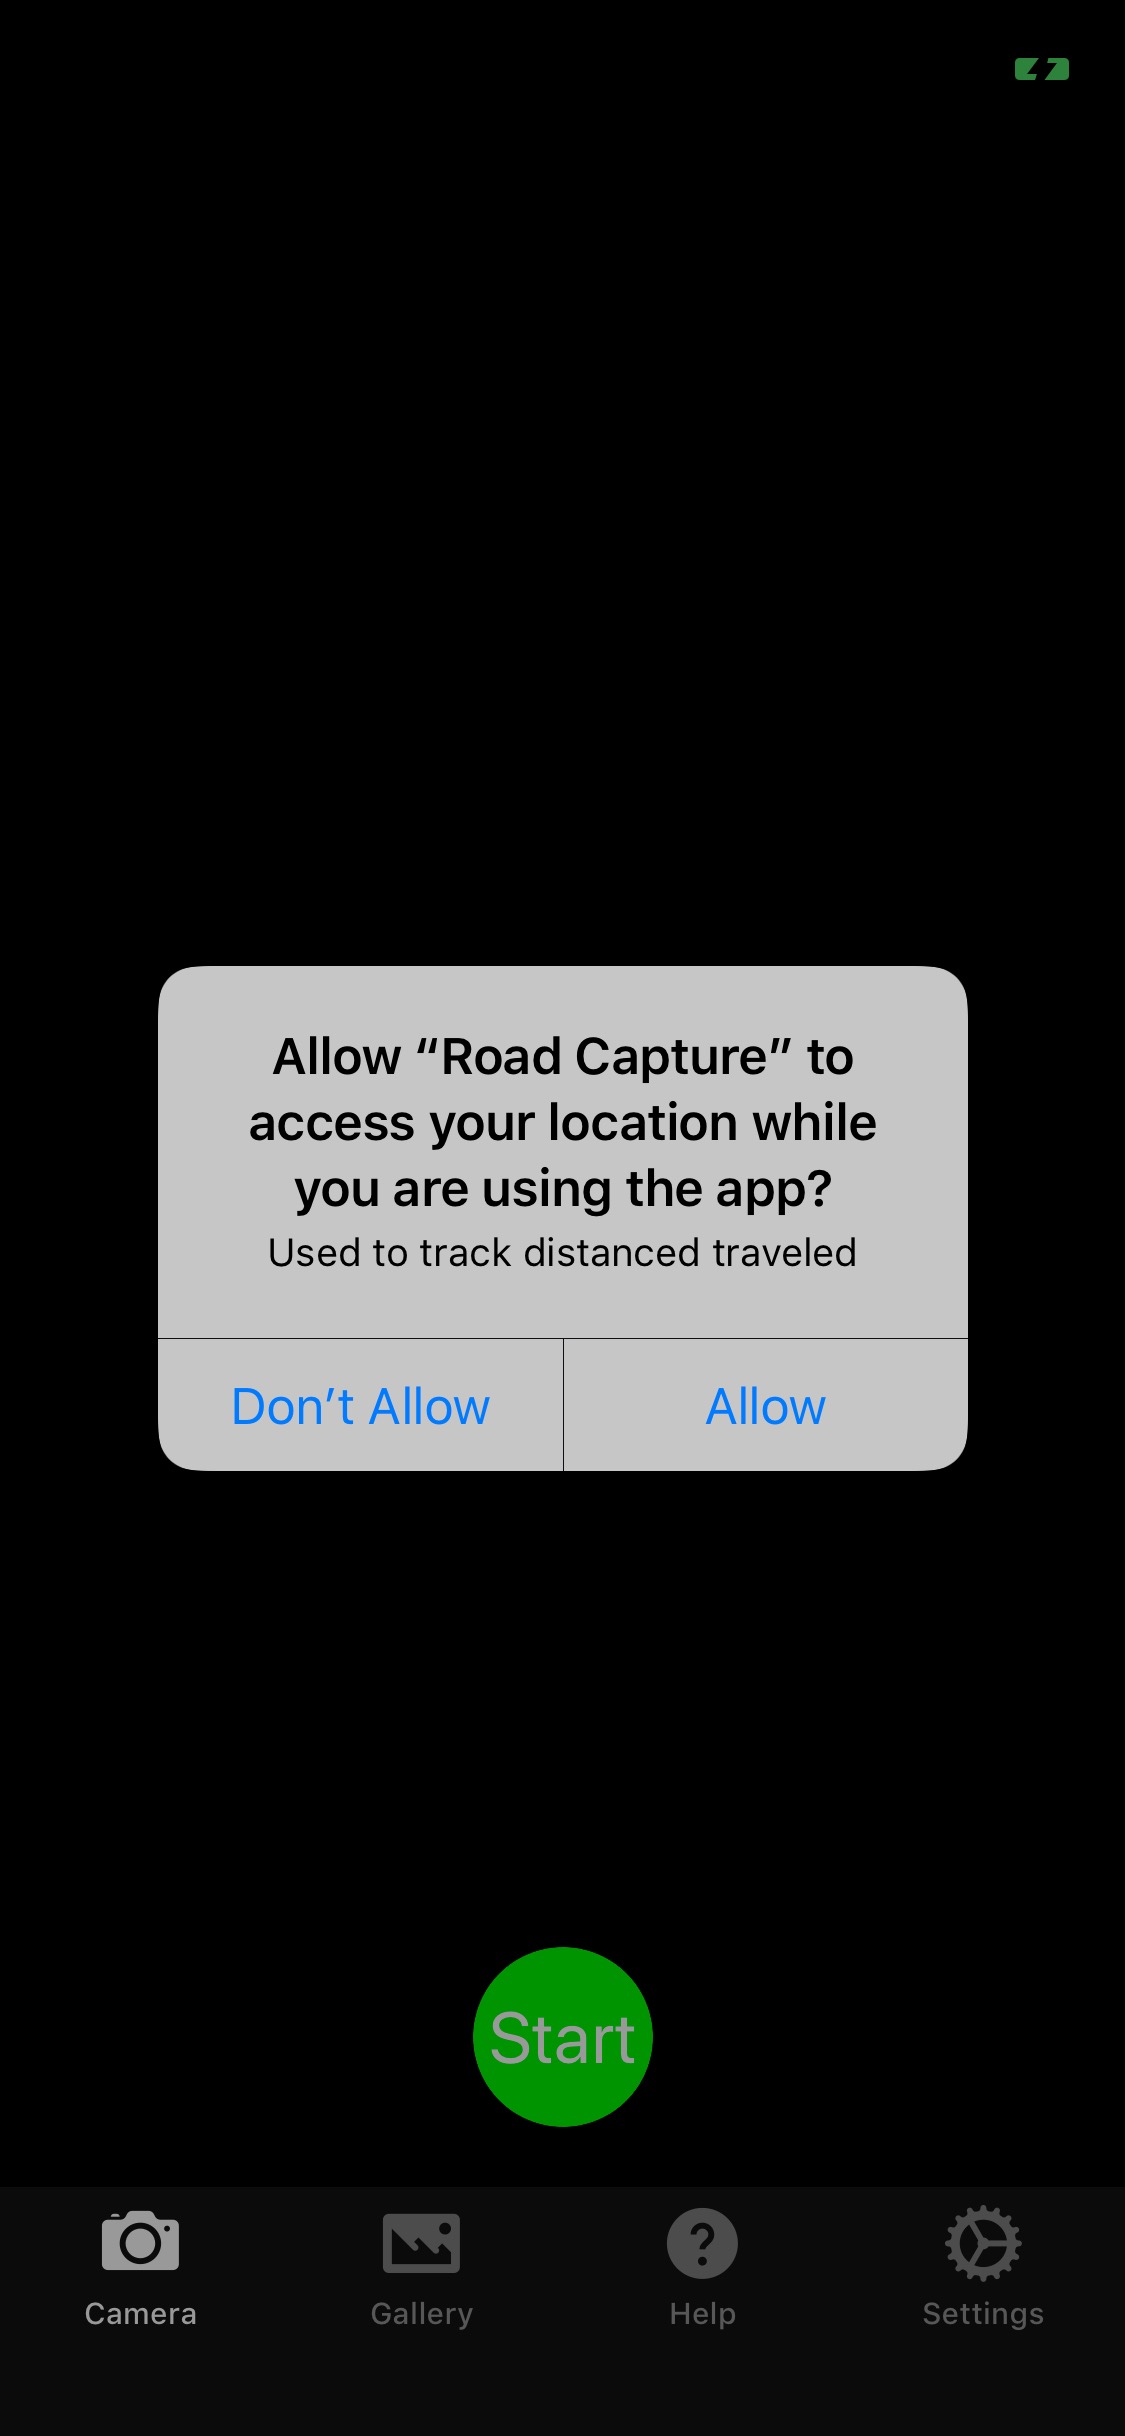 Allow “Road Capture” to
access your location while
you are using the app?
Used to track distanced traveled
Don’t Allow
Allow
Start
Camera
Gallery
Help
Settings